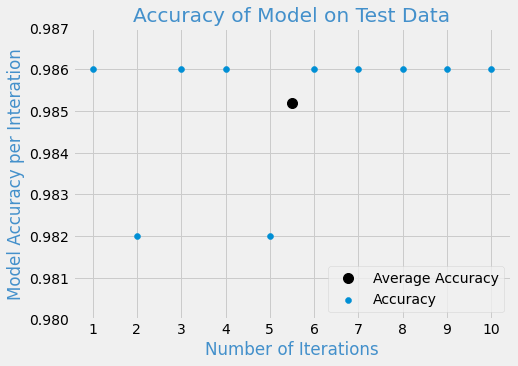 Accuracy of Model on Test Data
Model Accuracy per Interation
0.987
0.986
0.985
0.984
0.983
0.982
0.981
0.980
Average Accuracy
Accuracy
1 2 3 4 5 6 7 8 9 10
Number of Iterations